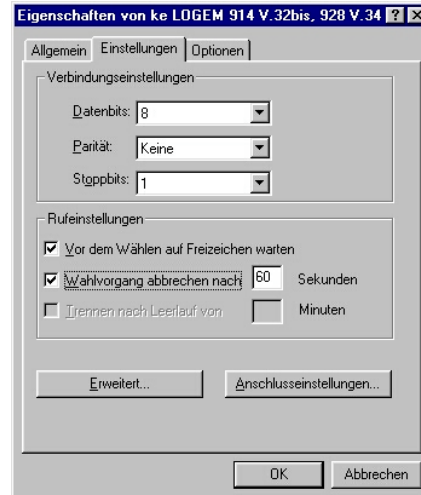 Eigenschaften von ke LOGEM 914 V.32bis, 928 V.34
Allgemein Einstellungen Optionen
Verbindungseinstellungen
Datenbits: 8
Parität: Keine
Stoppbits: 1
Rufeinstellungen
Vor dem Wählen auf Freizeichen warten
Wahlvorgang abbrechen nach 60 Sekunden
Trennen nach Leerlauf von Minuten
Erweitert... Anschlusseinstellungen...
OK Abbrechen